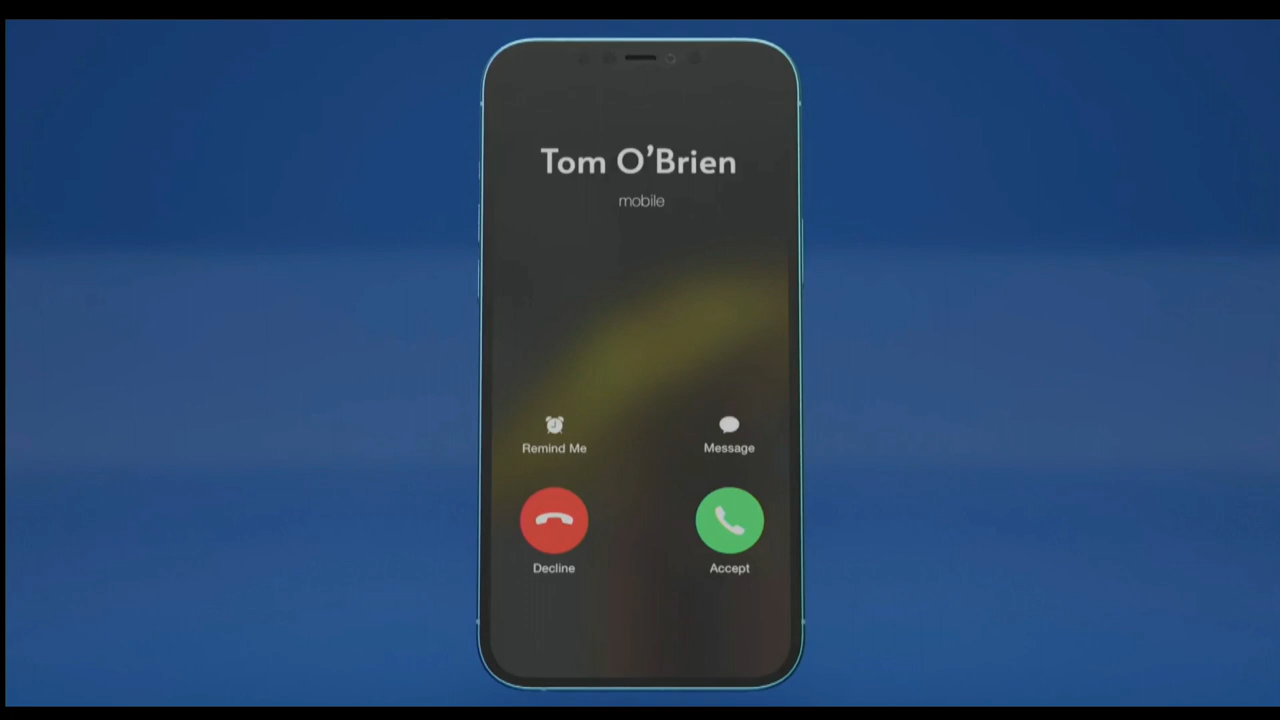 Tom O’Brien
mobile
Remind Me
Message
Decline
Accept